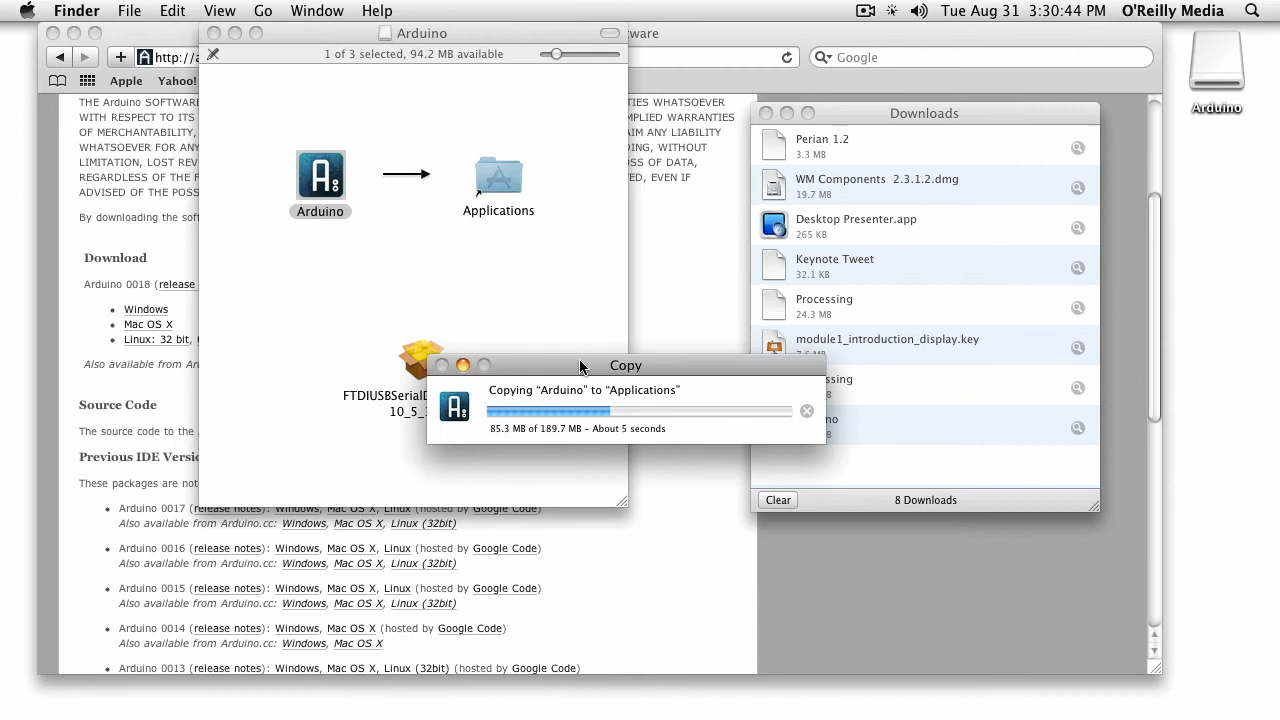 Finder File Edit View Go Window Help
Tue Aug 31 3:30:44 PM O'Reilly Media
Arduino
ware
1 of 3 selected, 94.2 MB available
http://a
Google
Apple Yahoo!
THE Arduino SOFTWARE
TIES WHATSOEVER
WITH RESPECT TO ITS
MPLIED WARRANTIES
OF MERCHANTABILITY,
AIM ANY LIABILITY
WHATSOEVER FOR ANY
DING, WITHOUT
LIMITATION, LOST REV
SS OF DATA,
REGARDLESS OF THE F
ED, EVEN IF
ADVISED OF THE POSS
By downloading the soft
Download
Arduino 0018 (release
Windows
Mac OS X
Linux: 32 bit,
Also available from Ard
Source Code
The source code to the A
Previous IDE Versio
These packages are not
Arduino 0017 (release notes): Windows, Mac OS X, Linux (hosted by Google Code)
Also available from Arduino.cc: Windows, Mac OS X, Linux (32bit)
Arduino 0016 (release notes): Windows, Mac OS X, Linux (hosted by Google Code)
Also available from Arduino.cc: Windows, Mac OS X, Linux (32bit)
Arduino 0015 (release notes): Windows, Mac OS X, Linux (hosted by Google Code)
Also available from Arduino.cc: Windows, Mac OS X, Linux (32bit)
Arduino 0014 (release notes): Windows, Mac OS X (hosted by Google Code)
Also available from Arduino.cc: Windows, Mac OS X
Arduino 0013 (release notes): Windows, Mac OS X, Linux (32bit) (hosted by Google Code)
A:
Arduino
Applications
FTDIUSBSerialD
10_5_
Copy
A:
Copying “Arduino” to “Applications”
85.3 MB of 189.7 MB – About 5 seconds
Downloads
Perian 1.2
3.3 MB
WM Components 2.3.1.2.dmg
19.7 MB
Desktop Presenter.app
265 KB
Keynote Tweet
32.1 KB
Processing
24.3 MB
module1_introduction_display.key
ssing
no
Clear
8 Downloads
Arduino